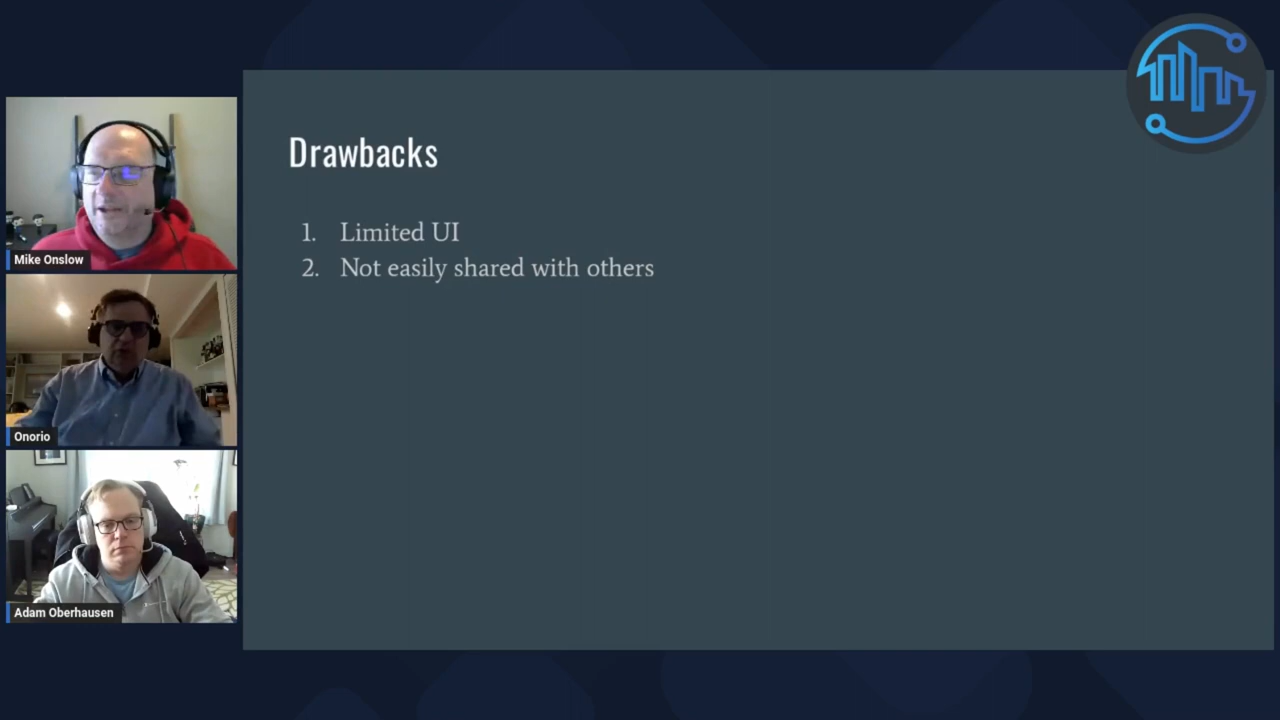 Drawbacks
1. Limited UI
2. Not easily shared with others
Mike Onslow
Onorio
Adam Oberhausen